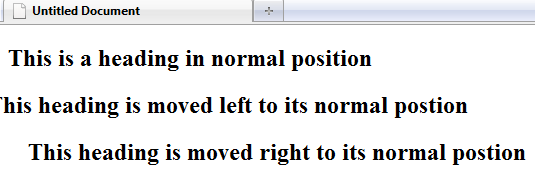 Untitled Document
This is a heading in normal position
This heading is moved left to its normal postion
This heading is moved right to its normal postion